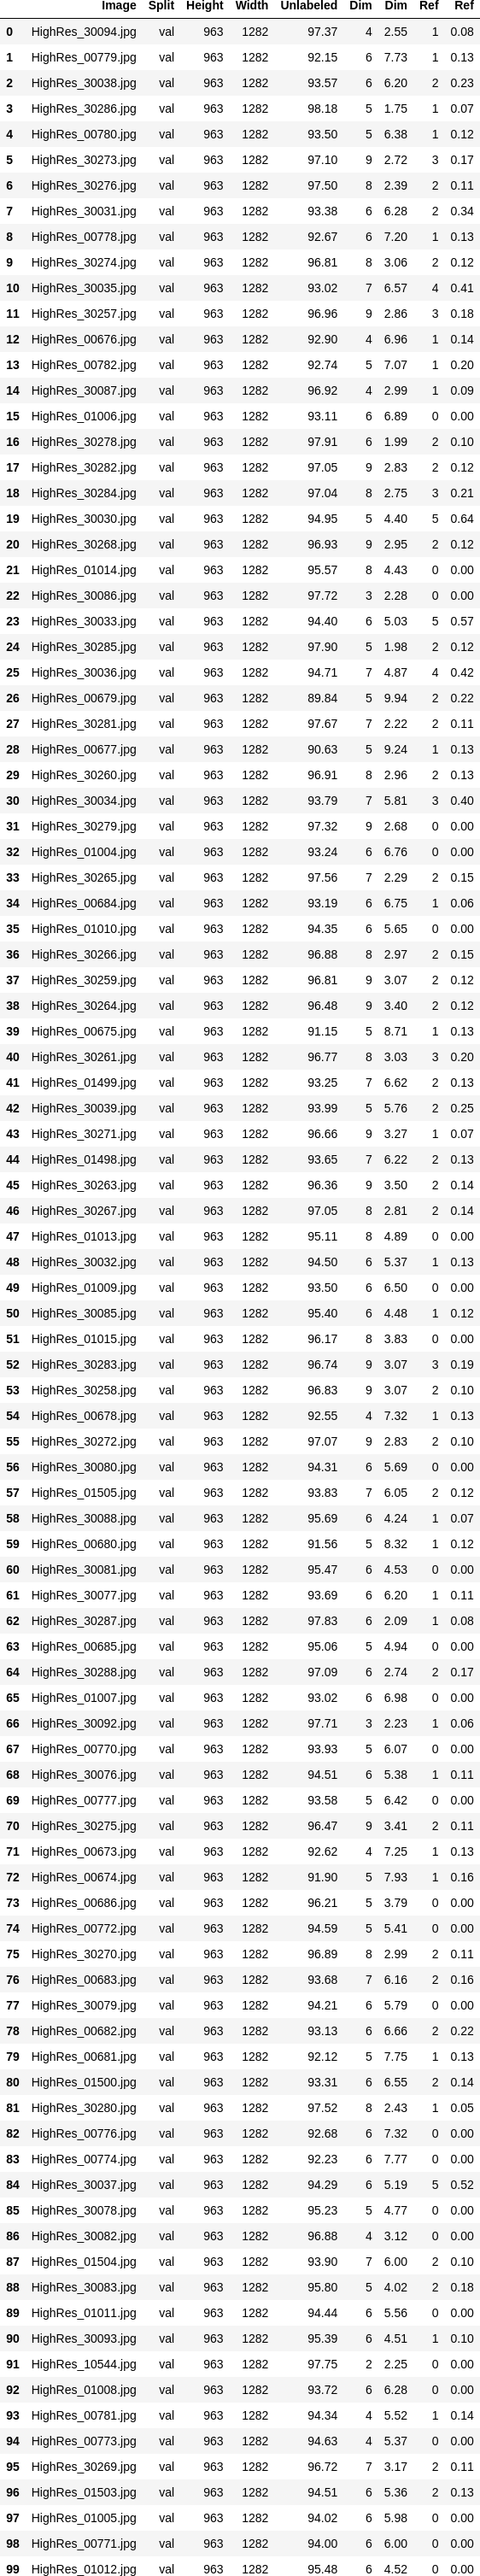 Image Split Height Width Unlabeled Dim Dim Ref Ref
0 HighRes_30094.jpg val 963 1282 97.37 4 2.55 1 0.08
1 HighRes_00779.jpg val 963 1282 92.15 6 7.73 1 0.13
2 HighRes_30038.jpg val 963 1282 93.57 6 6.20 2 0.23
3 HighRes_30286.jpg val 963 1282 98.18 5 1.75 1 0.07
4 HighRes_00780.jpg val 963 1282 93.50 5 6.38 1 0.12
5 HighRes_30273.jpg val 963 1282 97.10 9 2.72 3 0.17
6 HighRes_30276.jpg val 963 1282 97.50 8 2.39 2 0.11
7 HighRes_30031.jpg val 963 1282 93.38 6 6.28 2 0.34
8 HighRes_00778.jpg val 963 1282 92.67 6 7.20 1 0.13
9 HighRes_30274.jpg val 963 1282 96.81 8 3.06 2 0.12
10 HighRes_30035.jpg val 963 1282 93.02 7 6.57 4 0.41
11 HighRes_30257.jpg val 963 1282 96.96 9 2.86 3 0.18
12 HighRes_00676.jpg val 963 1282 92.90 4 6.96 1 0.14
13 HighRes_00782.jpg val 963 1282 92.74 5 7.07 1 0.20
14 HighRes_30087.jpg val 963 1282 96.92 4 2.99 1 0.09
15 HighRes_01006.jpg val 963 1282 93.11 6 6.89 0 0.00
16 HighRes_30278.jpg val 963 1282 97.91 6 1.99 2 0.10
17 HighRes_30282.jpg val 963 1282 97.05 9 2.83 2 0.12
18 HighRes_30284.jpg val 963 1282 97.04 8 2.75 3 0.21
19 HighRes_30030.jpg val 963 1282 94.95 5 4.40 5 0.64
20 HighRes_30268.jpg val 963 1282 96.93 9 2.95 2 0.12
21 HighRes_01014.jpg val 963 1282 95.57 8 4.43 0 0.00
22 HighRes_30086.jpg val 963 1282 97.72 3 2.28 0 0.00
23 HighRes_30033.jpg val 963 1282 94.40 6 5.03 5 0.57
24 HighRes_30285.jpg val 963 1282 97.90 5 1.98 2 0.12
25 HighRes_30036.jpg val 963 1282 94.71 7 4.87 4 0.42
26 HighRes_00679.jpg val 963 1282 89.84 5 9.94 2 0.22
27 HighRes_30281.jpg val 963 1282 97.67 7 2.22 2 0.11
28 HighRes_00677.jpg val 963 1282 90.63 5 9.24 1 0.13
29 HighRes_30260.jpg val 963 1282 96.91 8 2.96 2 0.13
30 HighRes_30034.jpg val 963 1282 93.79 7 5.81 3 0.40
31 HighRes_30279.jpg val 963 1282 97.32 9 2.68 0 0.00
32 HighRes_01004.jpg val 963 1282 93.24 6 6.76 0 0.00
33 HighRes_30265.jpg val 963 1282 97.56 7 2.29 2 0.15
34 HighRes_00684.jpg val 963 1282 93.19 6 6.75 1 0.06
35 HighRes_01010.jpg val 963 1282 94.35 6 5.65 0 0.00
36 HighRes_30266.jpg val 963 1282 96.88 8 2.97 2 0.15
37 HighRes_30259.jpg val 963 1282 96.81 9 3.07 2 0.12
38 HighRes_30264.jpg val 963 1282 96.48 9 3.40 2 0.12
39 HighRes_00675.jpg val 963 1282 91.15 5 8.71 1 0.13
40 HighRes_30261.jpg val 963 1282 96.77 8 3.03 3 0.20
41 HighRes_01499.jpg val 963 1282 93.25 7 6.62 2 0.13
42 HighRes_30039.jpg val 963 1282 93.99 5 5.76 2 0.25
43 HighRes_30271.jpg val 963 1282 96.66 9 3.27 1 0.07
44 HighRes_01498.jpg val 963 1282 93.65 7 6.22 2 0.13
45 HighRes_30263.jpg val 963 1282 96.36 9 3.50 2 0.14
46 HighRes_30267.jpg val 963 1282 97.05 8 2.81 2 0.14
47 HighRes_01013.jpg val 963 1282 95.11 8 4.89 0 0.00
48 HighRes_30032.jpg val 963 1282 94.50 6 5.37 1 0.13
49 HighRes_01009.jpg val 963 1282 93.50 6 6.50 0 0.00
50 HighRes_30085.jpg val 963 1282 95.40 6 4.48 1 0.12
51 HighRes_01015.jpg val 963 1282 96.17 8 3.83 0 0.00
52 HighRes_30283.jpg val 963 1282 96.74 9 3.07 3 0.19
53 HighRes_30258.jpg val 963 1282 96.83 9 3.07 2 0.10
54 HighRes_00678.jpg val 963 1282 92.55 4 7.32 1 0.13
55 HighRes_30272.jpg val 963 1282 97.07 9 2.83 2 0.10
56 HighRes_30080.jpg val 963 1282 94.31 6 5.69 0 0.00
57 HighRes_01505.jpg val 963 1282 93.83 7 6.05 2 0.12
58 HighRes_30088.jpg val 963 1282 95.69 6 4.24 1 0.07
59 HighRes_00680.jpg val 963 1282 91.56 5 8.32 1 0.12
60 HighRes_30081.jpg val 963 1282 95.47 6 4.53 0 0.00
61 HighRes_30077.jpg val 963 1282 93.69 6 6.20 1 0.11
62 HighRes_30287.jpg val 963 1282 97.83 6 2.09 1 0.08
63 HighRes_00685.jpg val 963 1282 95.06 5 4.94 0 0.00
64 HighRes_30288.jpg val 963 1282 97.09 6 2.74 2 0.17
65 HighRes_01007.jpg val 963 1282 93.02 6 6.98 0 0.00
66 HighRes_30092.jpg val 963 1282 97.71 3 2.23 1 0.06
67 HighRes_00770.jpg val 963 1282 93.93 5 6.07 0 0.00
68 HighRes_30076.jpg val 963 1282 94.51 6 5.38 1 0.11
69 HighRes_00777.jpg val 963 1282 93.58 5 6.42 0 0.00
70 HighRes_30275.jpg val 963 1282 96.47 9 3.41 2 0.11
71 HighRes_00673.jpg val 963 1282 92.62 4 7.25 1 0.13
72 HighRes_00674.jpg val 963 1282 91.90 5 7.93 1 0.16
73 HighRes_00686.jpg val 963 1282 96.21 5 3.79 0 0.00
74 HighRes_00772.jpg val 963 1282 94.59 5 5.41 0 0.00
75 HighRes_30270.jpg val 963 1282 96.89 8 2.99 2 0.11
76 HighRes_00683.jpg val 963 1282 93.68 7 6.16 2 0.16
77 HighRes_30079.jpg val 963 1282 94.21 6 5.79 0 0.00
78 HighRes_00682.jpg val 963 1282 93.13 6 6.66 2 0.22
79 HighRes_00681.jpg val 963 1282 92.12 5 7.75 1 0.13
80 HighRes_01500.jpg val 963 1282 93.31 6 6.55 2 0.14
81 HighRes_30280.jpg val 963 1282 97.52 8 2.43 1 0.05
82 HighRes_00776.jpg val 963 1282 92.68 6 7.32 0 0.00
83 HighRes_00774.jpg val 963 1282 92.23 6 7.77 0 0.00
84 HighRes_30037.jpg val 963 1282 94.29 6 5.19 5 0.52
85 HighRes_30078.jpg val 963 1282 95.23 5 4.77 0 0.00
86 HighRes_30082.jpg val 963 1282 96.88 4 3.12 0 0.00
87 HighRes_01504.jpg val 963 1282 93.90 7 6.00 2 0.10
88 HighRes_30083.jpg val 963 1282 95.80 5 4.02 2 0.18
89 HighRes_01011.jpg val 963 1282 94.44 6 5.56 0 0.00
90 HighRes_30093.jpg val 963 1282 95.39 6 4.51 1 0.10
91 HighRes_10544.jpg val 963 1282 97.75 2 2.25 0 0.00
92 HighRes_01008.jpg val 963 1282 93.72 6 6.28 0 0.00
93 HighRes_00781.jpg val 963 1282 94.34 4 5.52 1 0.14
94 HighRes_00773.jpg val 963 1282 94.63 4 5.37 0 0.00
95 HighRes_30269.jpg val 963 1282 96.72 7 3.17 2 0.11
96 HighRes_01503.jpg val 963 1282 94.51 6 5.36 2 0.13
97 HighRes_01005.jpg val 963 1282 94.02 6 5.98 0 0.00
98 HighRes_00771.jpg val 963 1282 94.00 6 6.00 0 0.00
99 HighRes_01012.jpg val 963 1282 95.48 6 4.52 0 0.00